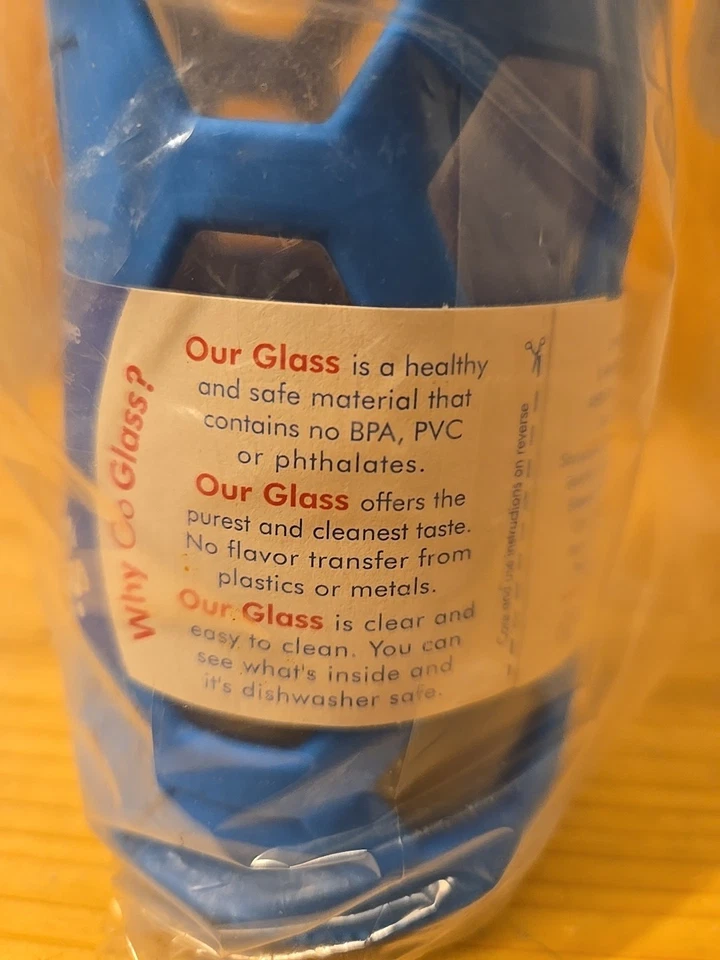 Why Go Glass?
Our Glass is a healthy
and safe material that
contains no BPA, PVC
or phthalates.
Our Glass offers the
purest and cleanest taste.
No flavor transfer from
plastics or metals.
Our Glass is clear and
easy to clean. You can
see what's inside and
it's dishwasher safe.
Care and use instructions on reverse